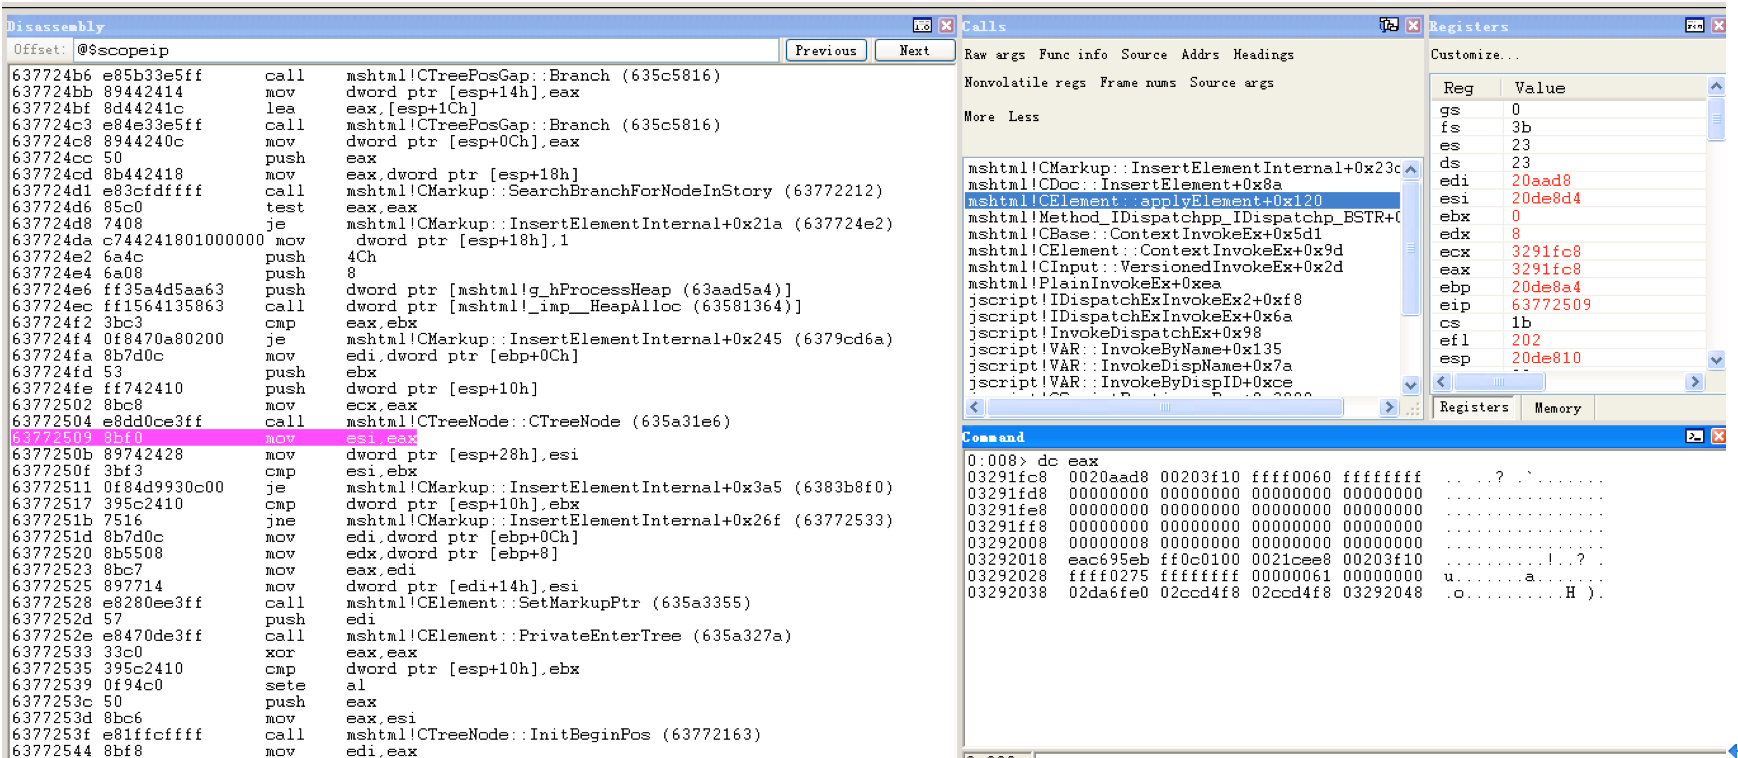 Disassembly
Offset: @$scopeip
Previous Next
637724b6 e85b33e5ff call mshtml!CTreePosGap::Branch (635c5816)
637724bb 89442414 mov dword ptr [esp+14h],eax
637724bf 8d44241c lea eax,[esp+1Ch]
637724c3 e84e33e5ff call mshtml!CTreePosGap::Branch (635c5816)
637724c8 8944240c mov dword ptr [esp+0Ch],eax
637724cc 50 push eax
637724cd 8b442418 mov eax,dword ptr [esp+18h]
637724d1 e83cfdffff call mshtml!CMarkup::SearchBranchForNodeInStory (63772212)
637724d6 85c0 test eax,eax
637724d8 7408 je mshtml!CMarkup::InsertElementInternal+0x21a (637724e2)
637724da c744241801000000 mov dword ptr [esp+18h],1
637724e2 6a4c push 4Ch
637724e4 6a08 push 8
637724e6 ff35a4d5aa63 push dword ptr [mshtml!g_hProcessHeap (63aad5a4)]
637724ec ff1564135863 call dword ptr [mshtml!_imp__HeapAlloc (63581364)]
637724f2 3bc3 cmp eax,ebx
637724f4 0f8470a80200 je mshtml!CMarkup::InsertElementInternal+0x245 (6379cd6a)
637724fa 8b7d0c mov edi,dword ptr [ebp+0Ch]
637724fd 53 push ebx
637724fe ff742410 push dword ptr [esp+10h]
63772502 8bc8 mov ecx,eax
63772504 e8dd0ce3ff call mshtml!CTreeNode::CTreeNode (635a31e6)
63772509 8bf0 mov esi,eax
6377250b 89742428 mov dword ptr [esp+28h],esi
6377250f 3bf3 cmp esi,ebx
63772511 0f84d9930c00 je mshtml!CMarkup::InsertElementInternal+0x3a5 (6383b8f0)
63772517 395c2410 cmp dword ptr [esp+10h],ebx
6377251b 7516 jne mshtml!CMarkup::InsertElementInternal+0x26f (63772533)
6377251d 8b7d0c mov edi,dword ptr [ebp+0Ch]
63772520 8b5508 mov edx,dword ptr [ebp+8]
63772523 8bc7 mov eax,edi
63772525 897714 mov dword ptr [edi+14h],esi
63772528 e8280ee3ff call mshtml!CElement::SetMarkupPtr (635a3355)
6377252d 57 push edi
6377252e e8470de3ff call mshtml!CElement::PrivateEnterTree (635a327a)
63772533 33c0 xor eax,eax
63772535 395c2410 cmp dword ptr [esp+10h],ebx
63772539 0f94c0 sete al
6377253c 50 push eax
6377253d 8bc6 mov eax,esi
6377253f e81ffcffff call mshtml!CTreeNode::InitBeginPos (63772163)
63772544 8bf8 mov edi,eax
Calls
Raw args Func info Source Addrs Headings
Nonvolatile regs Frame nums Source args
More Less
mshtml!CMarkup::InsertElementInternal+0x23c
mshtml!CDoc::InsertElement+0x8a
mshtml!CElement::applyElement+0x120
mshtml!Method_IDispatchpp_IDispatchp_BSTR+0
mshtml!CBase::ContextInvokeEx+0x5d1
mshtml!CElement::ContextInvokeEx+0x9d
mshtml!CInput::VersionedInvokeEx+0x2d
mshtml!PlainInvokeEx+0xea
jscript!IDispatchExInvokeEx2+0xf8
jscript!IDispatchExInvokeEx+0x6a
jscript!InvokeDispatchEx+0x98
jscript!VAR::InvokeByName+0x135
jscript!VAR::InvokeDispName+0x7a
jscript!VAR::InvokeByDispID+0xce
Registers
Customize...
Reg Value
gs 0
fs 3b
es 23
ds 23
edi 20aad8
esi 20de8d4
ebx 0
edx 8
ecx 3291fc8
eax 3291fc8
ebp 20de8a4
eip 63772509
cs 1b
efl 202
esp 20de810
Registers Memory
Command
0:008> dc eax
03291fc8 0020aad8 00203f10 ffff0060 ffffffff .. ..? .`.......
03291fd8 00000000 00000000 00000000 00000000 ................
03291fe8 00000000 00000000 00000000 00000000 ................
03291ff8 00000000 00000000 00000000 00000000 ................
03292008 00000008 00000000 00000000 00000000 ................
03292018 eac695eb ff0c0100 0021cee8 00203f10 ..........!..? .
03292028 ffff0275 ffffffff 00000061 00000000 u.......a.......
03292038 02da6fe0 02ccd4f8 02ccd4f8 03292048 .o..........H ).